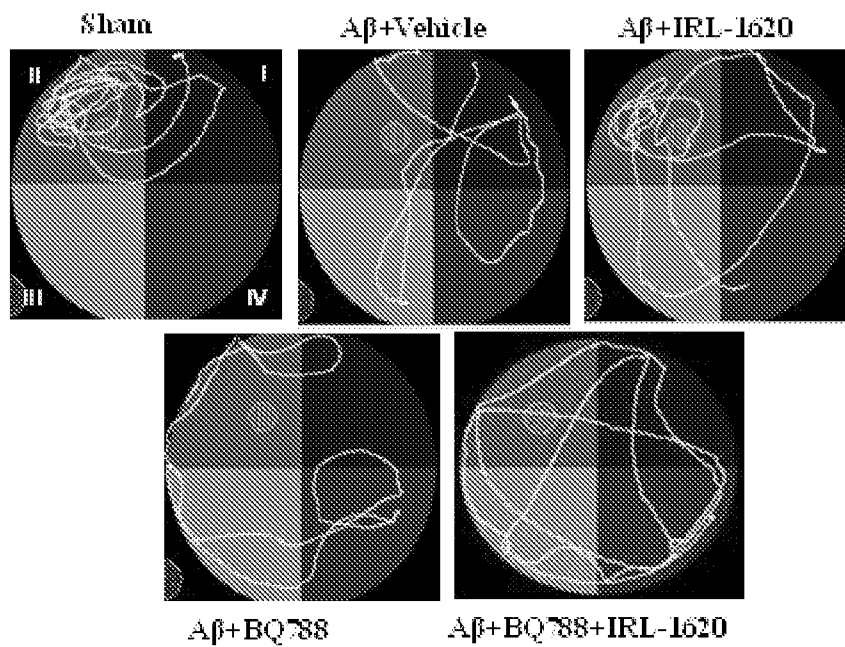 Sham
Aβ+Vehicle
Aβ+IRL-1620
II
I
III
IV
Aβ+BQ788
Aβ+BQ788+IRL-1620